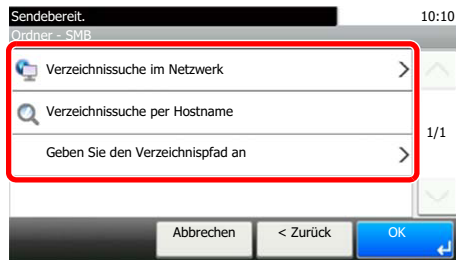 Sendebereit.
10:10
Ordner - SMB
Verzeichnissuche im Netzwerk
Verzeichnissuche per Hostname
1/1
Geben Sie den Verzeichnispfad an
Abbrechen
< Zurück
OK